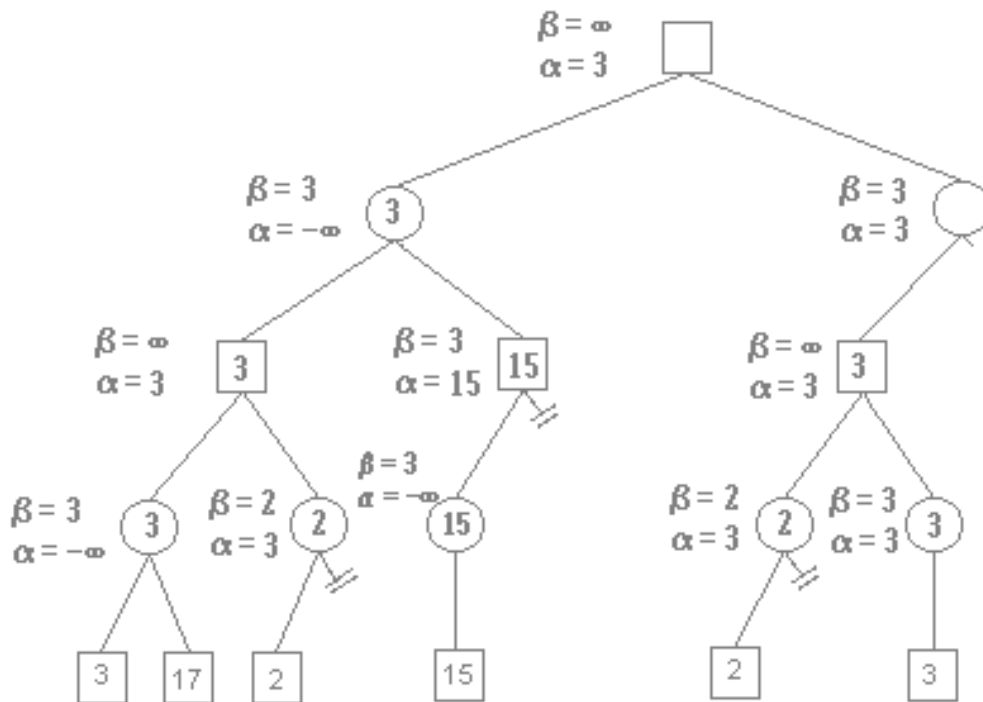 β = ∞
α = 3
β = 3
α = -∞
3
β = 3
α = 3
β = ∞
α = 3
3
β = 3
α = 15
15
β = ∞
α = 3
3
β = 3
α = -∞
3
β = 2
α = 3
2
β = 3
α = -∞
15
β = 2
α = 3
2
β = 3
α = 3
3
3
17
2
15
2
3